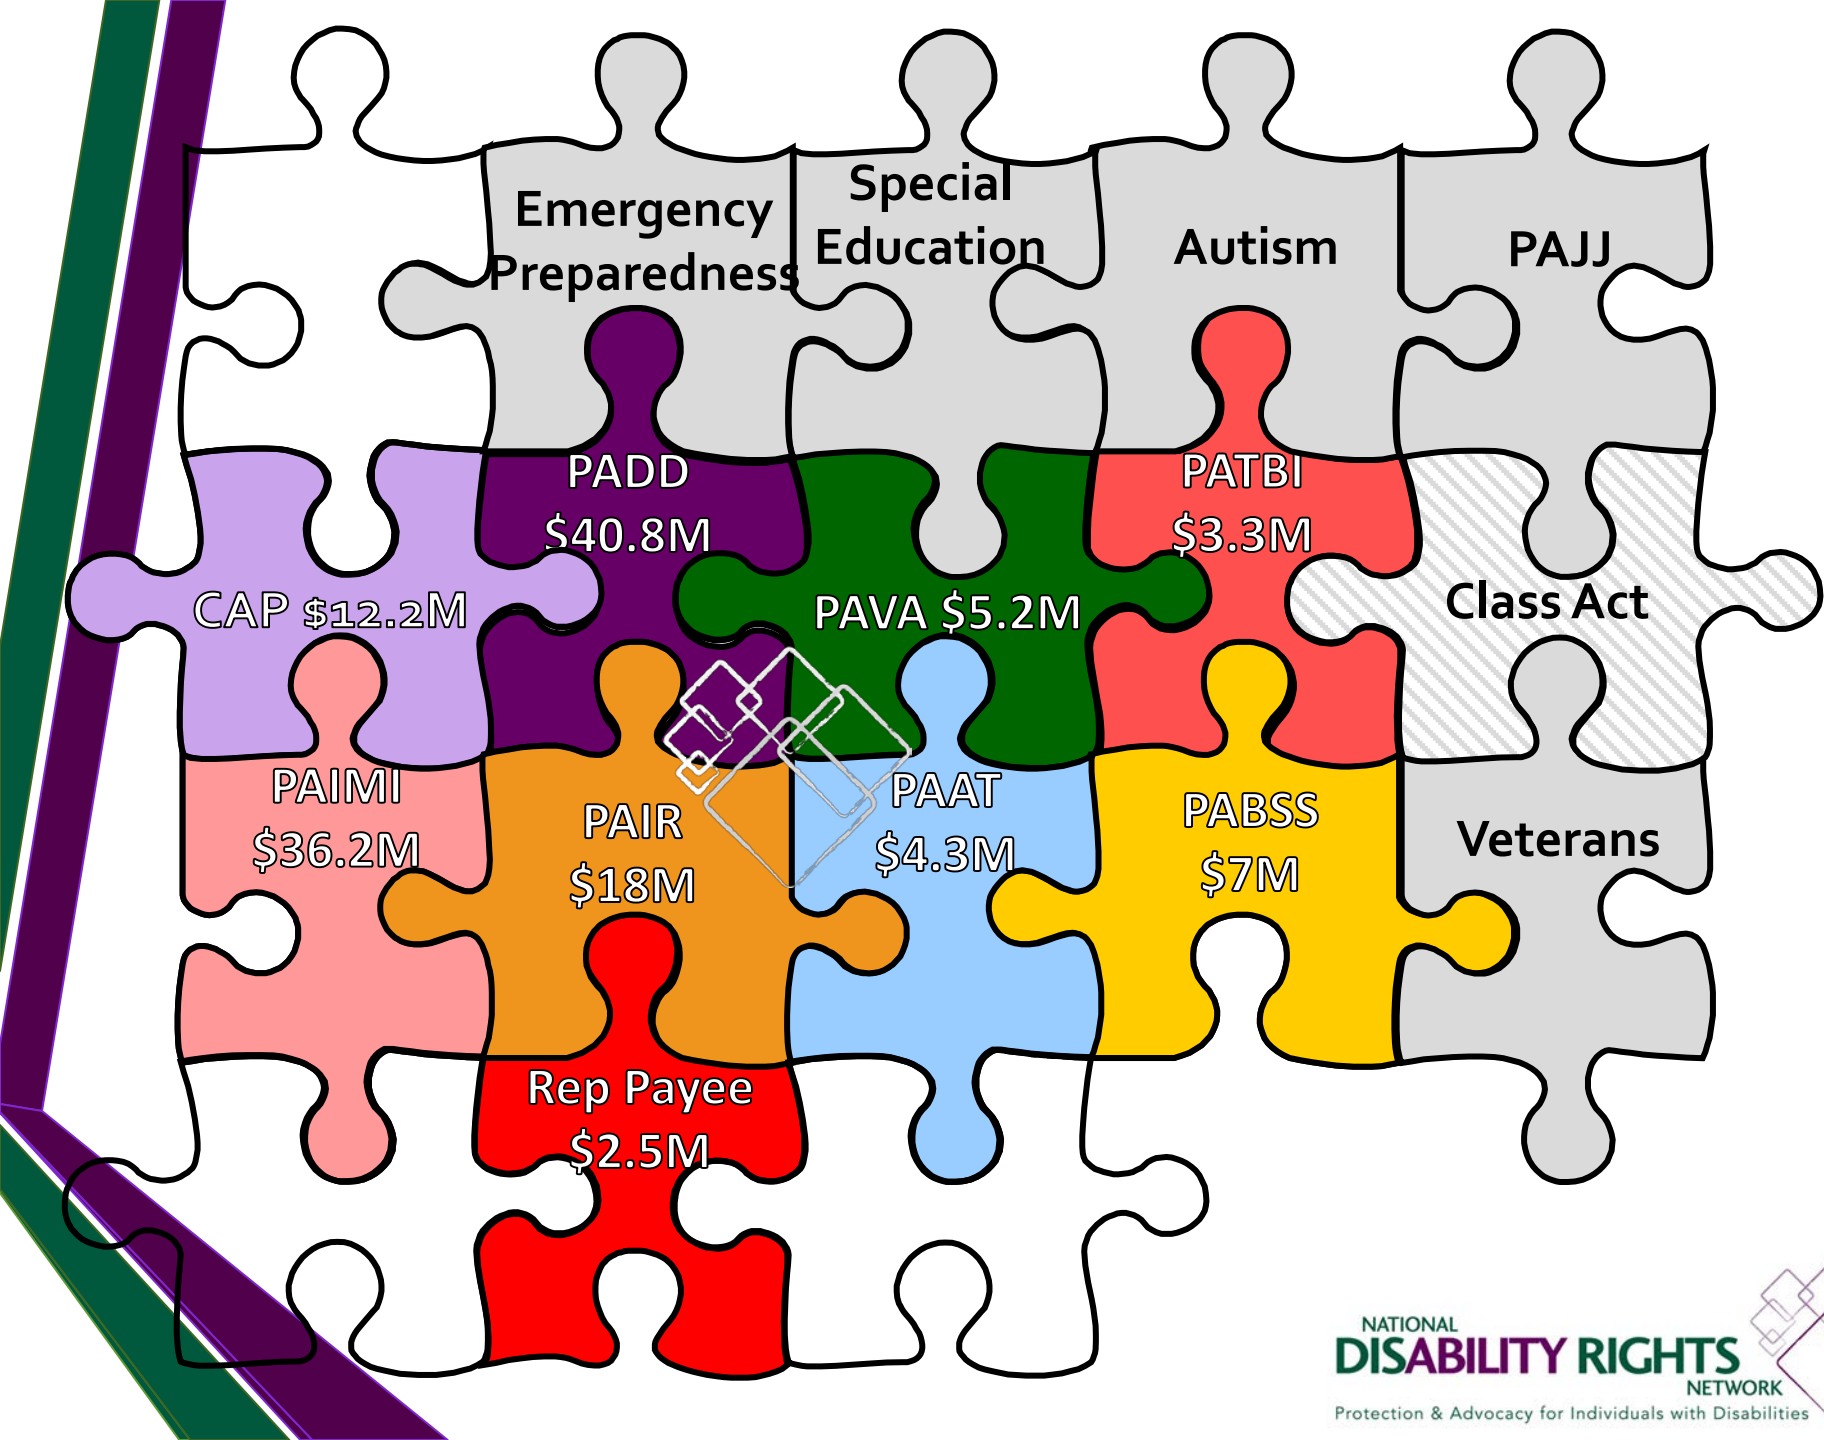 Emergency
Preparedness
Special
Education
Autism
PAJJ
CAP $12.2M
PADD
$40.8M
PAVA $5.2M
PATBI
$3.3M
Class Act
PAIMI
$36.2M
PAIR
$18M
PAAT
$4.3M
PABSS
$7M
Veterans
Rep Payee
$2.5M
NATIONAL
DISABILITY RIGHTS
NETWORK
Protection & Advocacy for Individuals with Disabilities